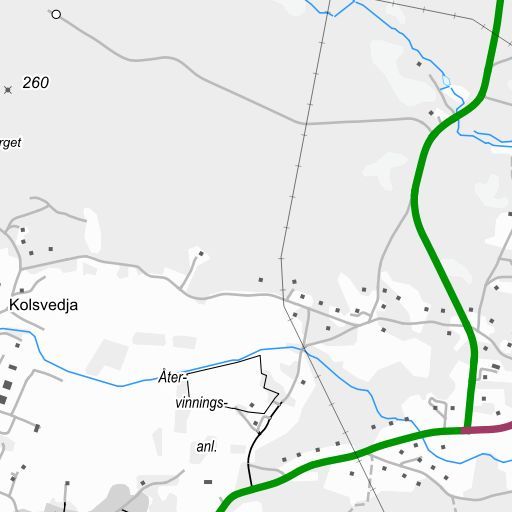 260
rget
Kolsvedja
Åter-
vinnings-
anl.